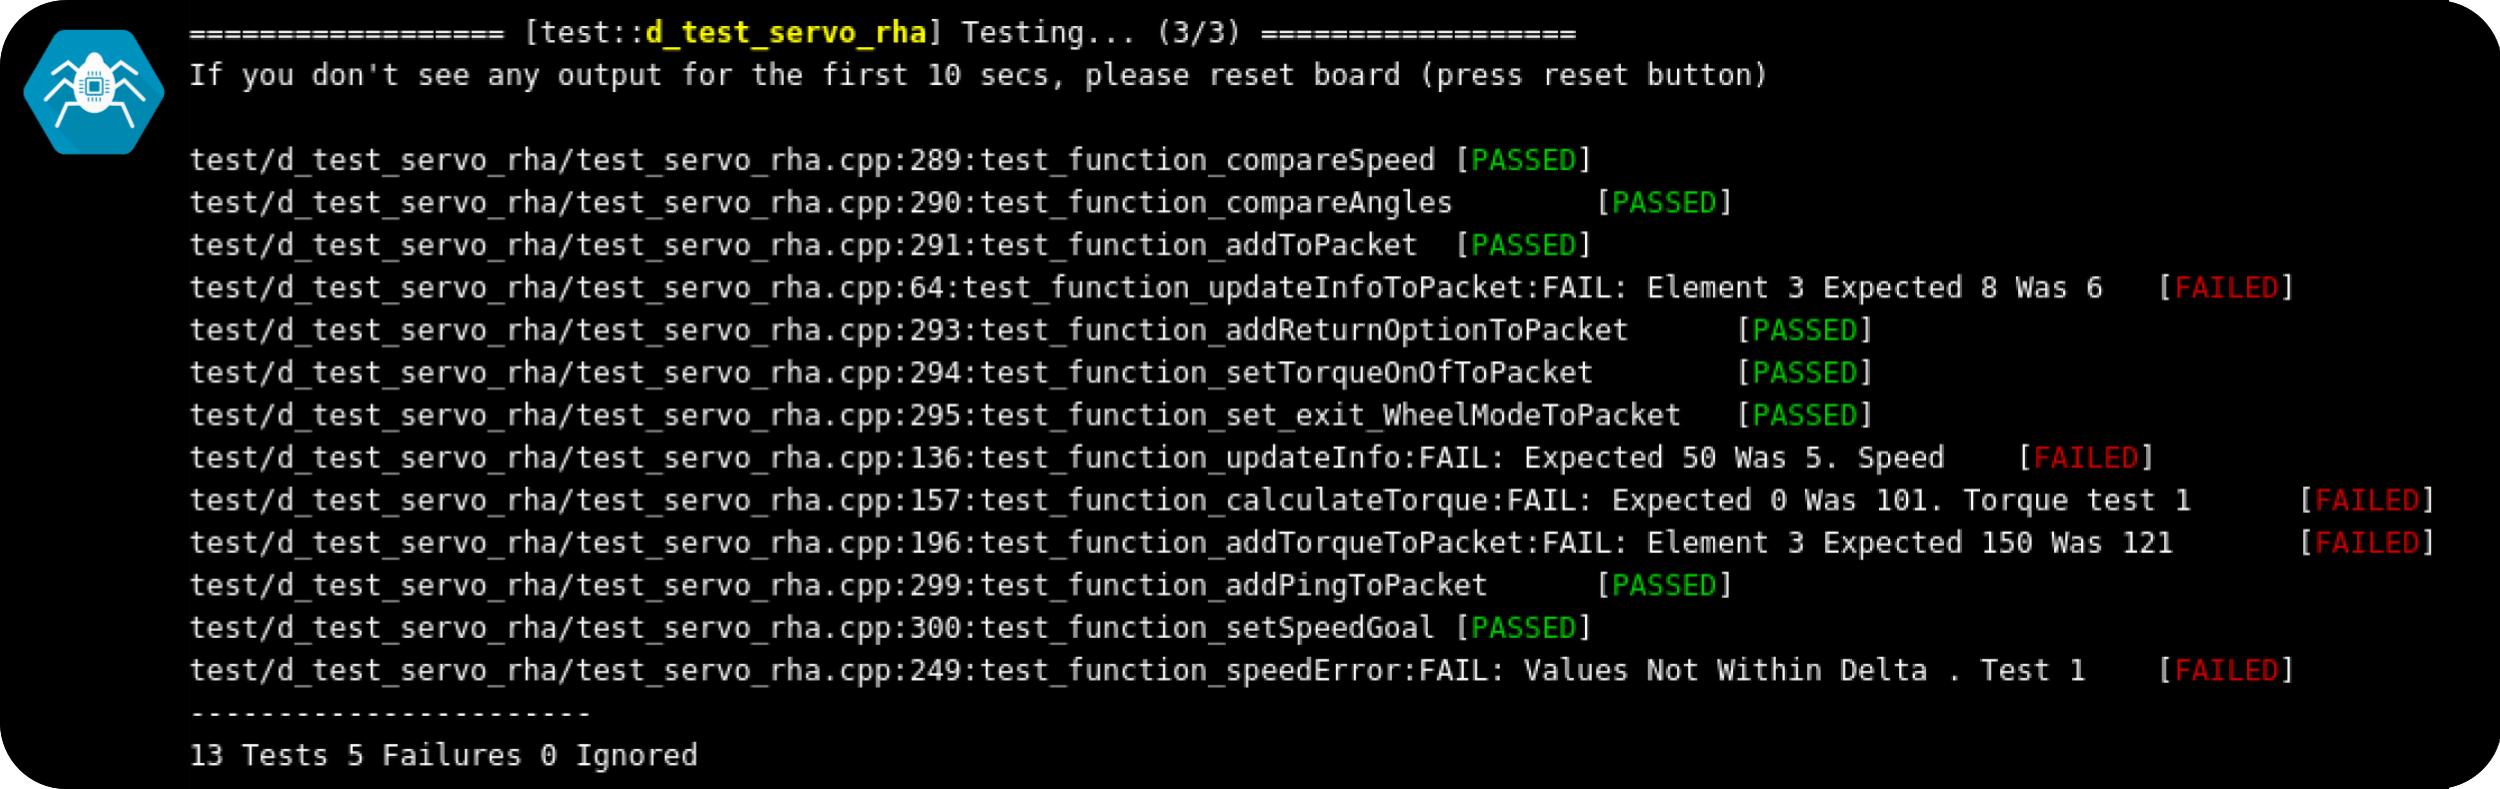 ================== [test::d_test_servo_rha] Testing... (3/3) ==================
If you don't see any output for the first 10 secs, please reset board (press reset button)
test/d_test_servo_rha/test_servo_rha.cpp:289:test_function_compareSpeed [PASSED]
test/d_test_servo_rha/test_servo_rha.cpp:290:test_function_compareAngles [PASSED]
test/d_test_servo_rha/test_servo_rha.cpp:291:test_function_addToPacket [PASSED]
test/d_test_servo_rha/test_servo_rha.cpp:64:test_function_updateInfoToPacket:FAIL: Element 3 Expected 8 Was 6 [FAILED]
test/d_test_servo_rha/test_servo_rha.cpp:293:test_function_addReturnOptionToPacket [PASSED]
test/d_test_servo_rha/test_servo_rha.cpp:294:test_function_setTorqueOnOfToPacket [PASSED]
test/d_test_servo_rha/test_servo_rha.cpp:295:test_function_set_exit_WheelModeToPacket [PASSED]
test/d_test_servo_rha/test_servo_rha.cpp:136:test_function_updateInfo:FAIL: Expected 50 Was 5. Speed [FAILED]
test/d_test_servo_rha/test_servo_rha.cpp:157:test_function_calculateTorque:FAIL: Expected 0 Was 101. Torque test 1 [FAILED]
test/d_test_servo_rha/test_servo_rha.cpp:196:test_function_addTorqueToPacket:FAIL: Element 3 Expected 150 Was 121 [FAILED]
test/d_test_servo_rha/test_servo_rha.cpp:299:test_function_addPingToPacket [PASSED]
test/d_test_servo_rha/test_servo_rha.cpp:300:test_function_setSpeedGoal [PASSED]
test/d_test_servo_rha/test_servo_rha.cpp:249:test_function_speedError:FAIL: Values Not Within Delta . Test 1 [FAILED]
-----------------------
13 Tests 5 Failures 0 Ignored